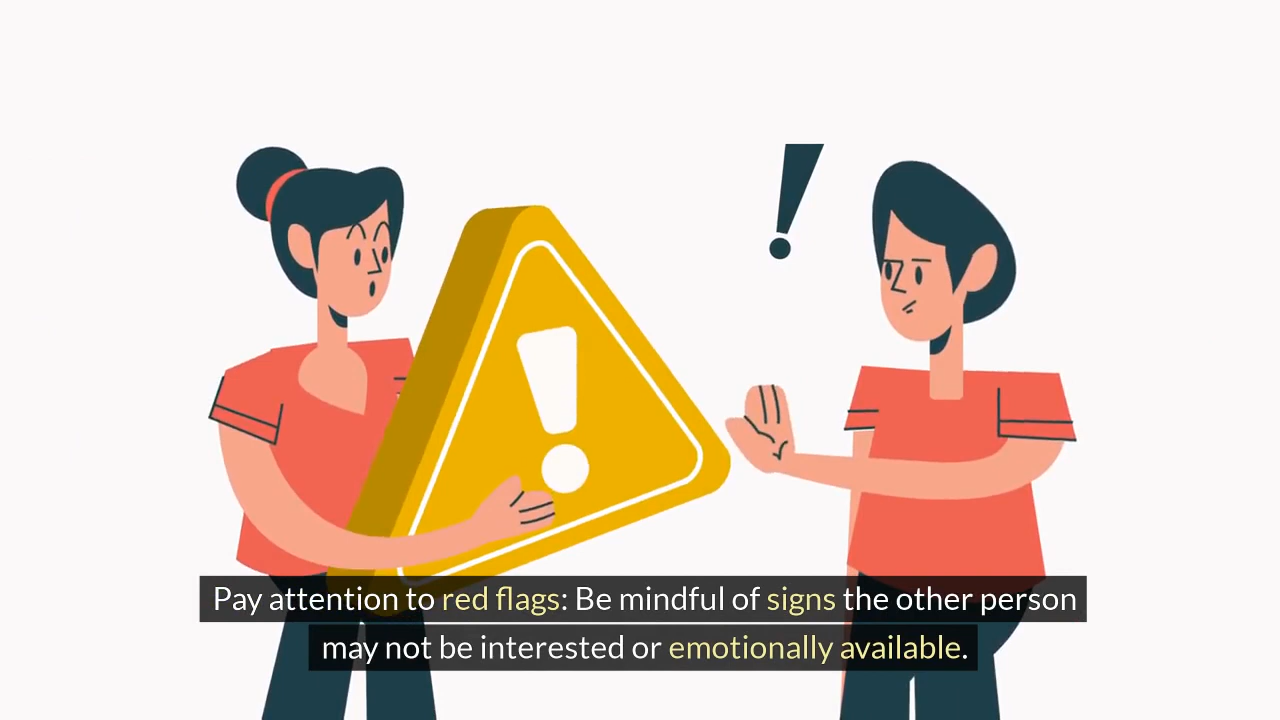 Pay attention to red flags: Be mindful of signs the other person
may not be interested or emotionally available.